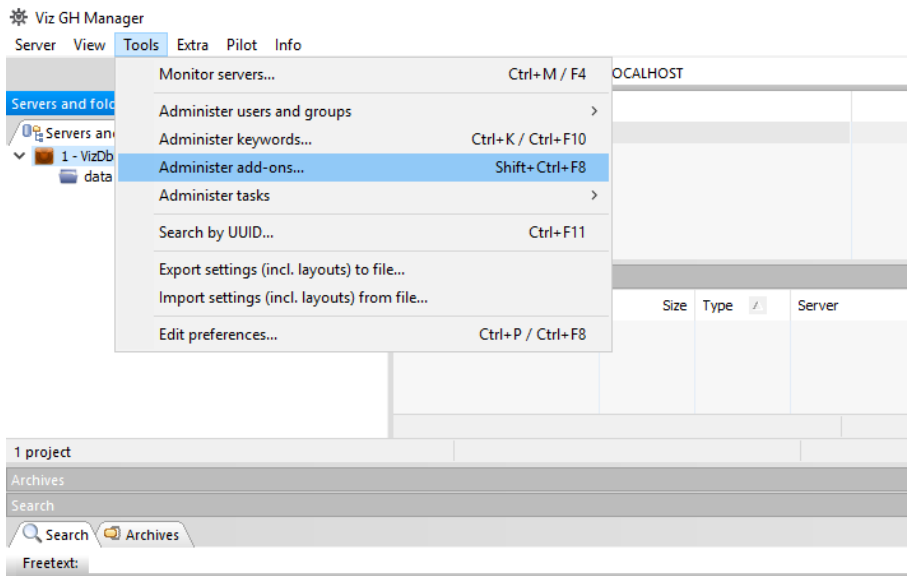 Viz GH Manager
Server View Tools Extra Pilot Info
Monitor servers... Ctrl+M / F4 OCALHOST
Servers and fold
Administer users and groups
Servers an
Administer keywords... Ctrl+K / Ctrl+F10
1 - VizDb
Administer add-ons... Shift+Ctrl+F8
data
Administer tasks
Search by UUID... Ctrl+F11
Export settings (incl. layouts) to file...
Import settings (incl. layouts) from file...
Size Type Server
Edit preferences... Ctrl+P / Ctrl+F8
1 project
Archives
Search
Search Archives
Freetext: